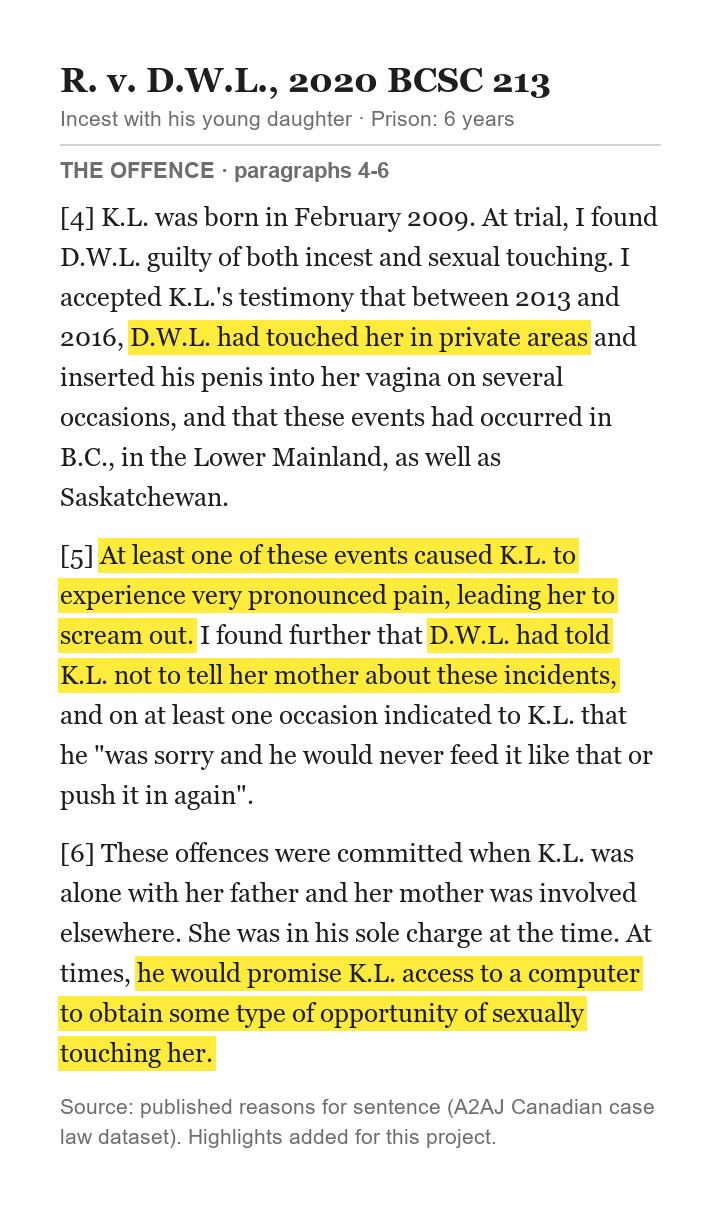 R. v. D.W.L., 2020 BCSC 213
Incest with his young daughter · Prison: 6 years
THE OFFENCE · paragraphs 4-6
[4] K.L. was born in February 2009. At trial, I found
D.W.L. guilty of both incest and sexual touching. I
accepted K.L.'s testimony that between 2013 and
2016, D.W.L. had touched her in private areas and
inserted his penis into her vagina on several
occasions, and that these events had occurred in
B.C., in the Lower Mainland, as well as
Saskatchewan.
[5] At least one of these events caused K.L. to
experience very pronounced pain, leading her to
scream out. I found further that D.W.L. had told
K.L. not to tell her mother about these incidents,
and on at least one occasion indicated to K.L. that
he "was sorry and he would never feed it like that or
push it in again".
[6] These offences were committed when K.L. was
alone with her father and her mother was involved
elsewhere. She was in his sole charge at the time. At
times, he would promise K.L. access to a computer
to obtain some type of opportunity of sexually
touching her.
Source: published reasons for sentence (A2AJ Canadian case
law dataset). Highlights added for this project.